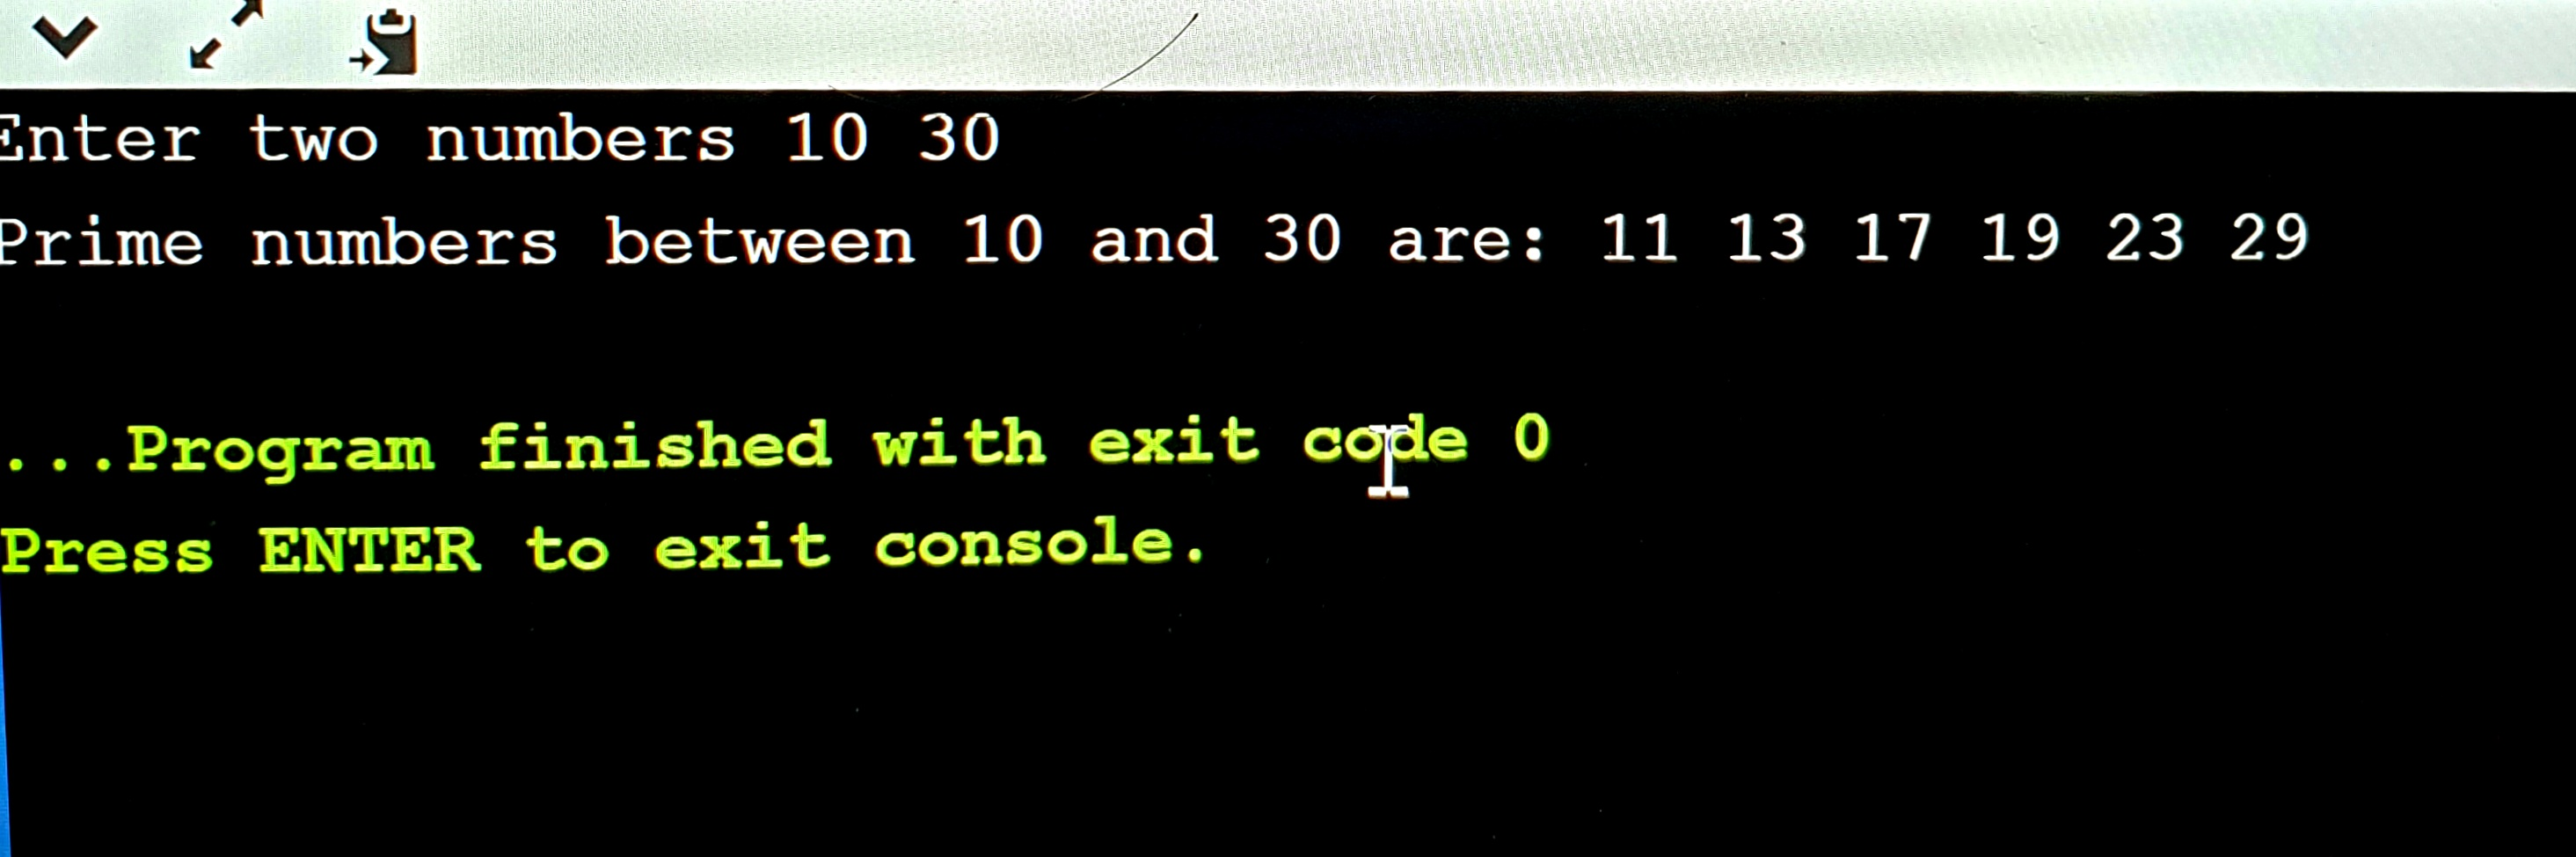 Enter two numbers 10 30
Prime numbers between 10 and 30 are: 11 13 17 19 23 29
...Program finished with exit code 0
Press ENTER to exit console.